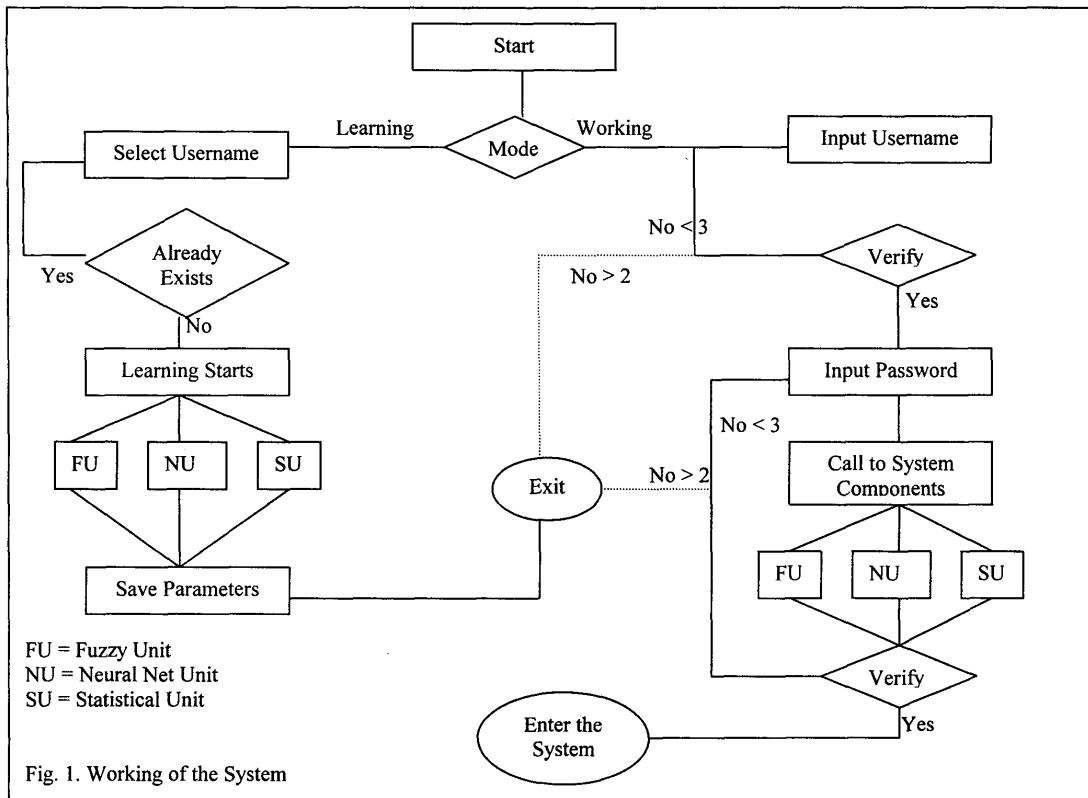 Start
Learning
Working
Mode
Select Username
Input Username
No < 3
Already
Exists
Yes
No > 2
Verify
Yes
No
Learning Starts
Input Password
No < 3
FU
NU
SU
Exit
No > 2
Call to System
Components
FU
NU
SU
Save Parameters
FU = Fuzzy Unit
NU = Neural Net Unit
SU = Statistical Unit
Verify
Yes
Enter the
System
Fig. 1. Working of the System